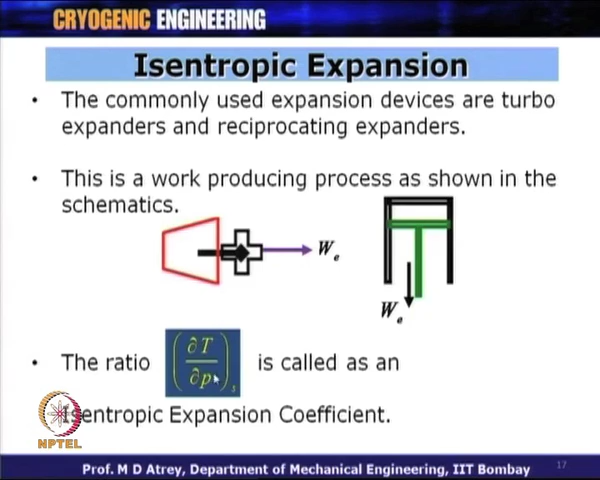 CRYOGENIC ENGINEERING
Isentropic Expansion
• The commonly used expansion devices are turbo
expanders and reciprocating expanders.
• This is a work producing process as shown in the
schematics.
We
We
• The ratio (∂T/∂p)s is called as an
Isentropic Expansion Coefficient.
NPTEL
Prof. M D Atrey, Department of Mechanical Engineering, IIT Bombay
17